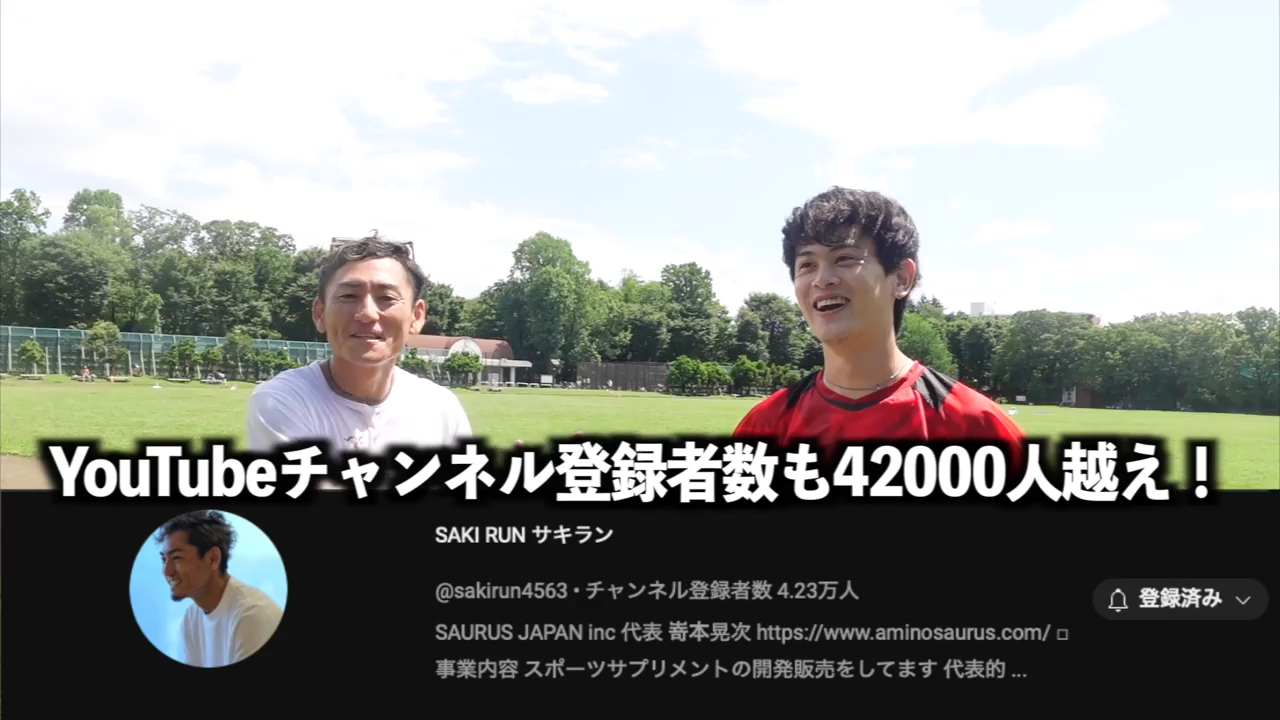 YouTubeチャンネル登録者数も42000人越え！
SAKI RUN サキラン
@sakirun4563・チャンネル登録者数 4.23万人
登録済み
SAURUS JAPAN inc 代表 嵜本晃次 https://www.aminosaurus.com/ □
事業内容 スポーツサプリメントの開発販売をしてます 代表的 ...